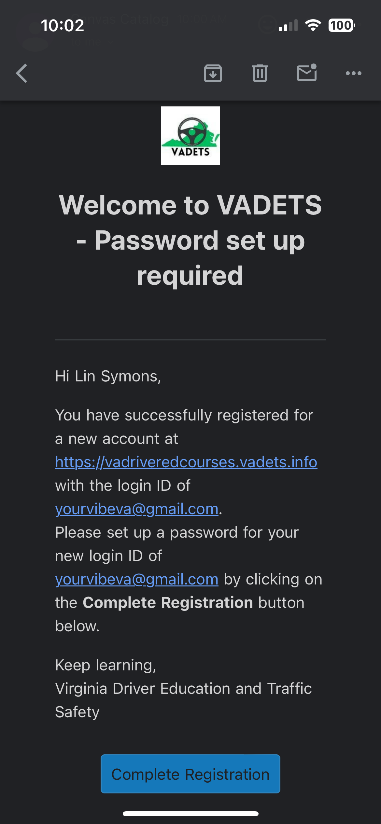 10:02
100
VADETS
Welcome to VADETS
- Password set up
required
Hi Lin Symons,
You have successfully registered for
a new account at
https://vadriveredcourses.vadets.info
with the login ID of
yourvibeva@gmail.com.
Please set up a password for your
new login ID of
yourvibeva@gmail.com by clicking on
the Complete Registration button
below.
Keep learning,
Virginia Driver Education and Traffic
Safety
Complete Registration